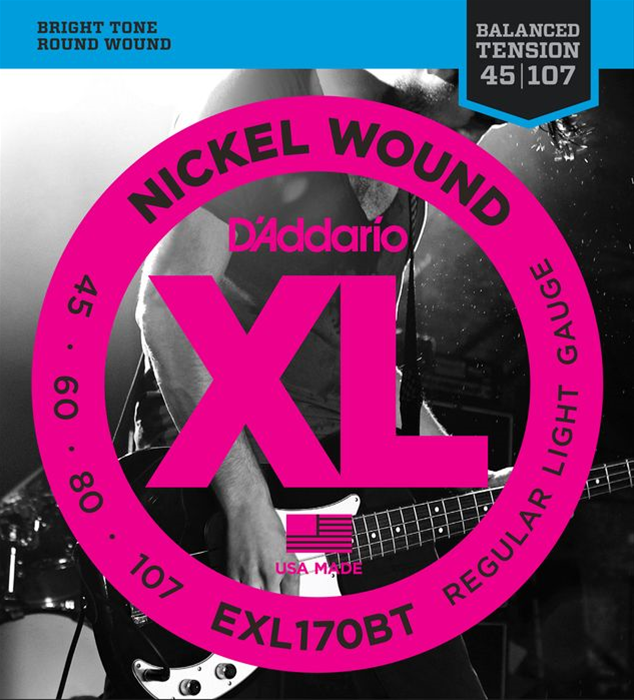 BRIGHT TONE
ROUND WOUND
BALANCED
TENSION
45|107
NICKEL WOUND
D'Addario
XL
USA MADE
45 · 60 · 80 · 107
EXL170BT
REGULAR LIGHT GAUGE